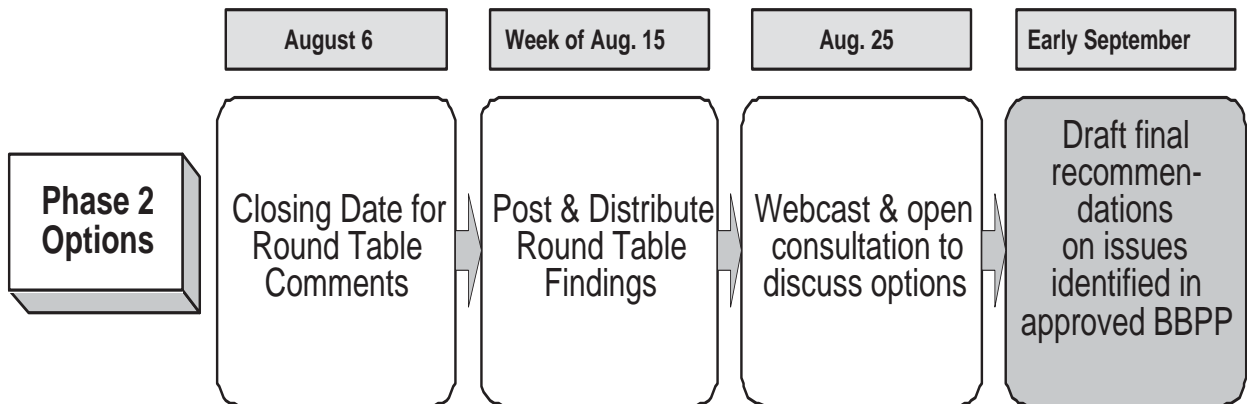 August 6
Week of Aug. 15
Aug. 25
Early September
Phase 2
Options
Closing Date for
Round Table
Comments
Post & Distribute
Round Table
Findings
Webcast & open
consultation to
discuss options
Draft final
recommen-
dations
on issues
identified in
approved BBPP